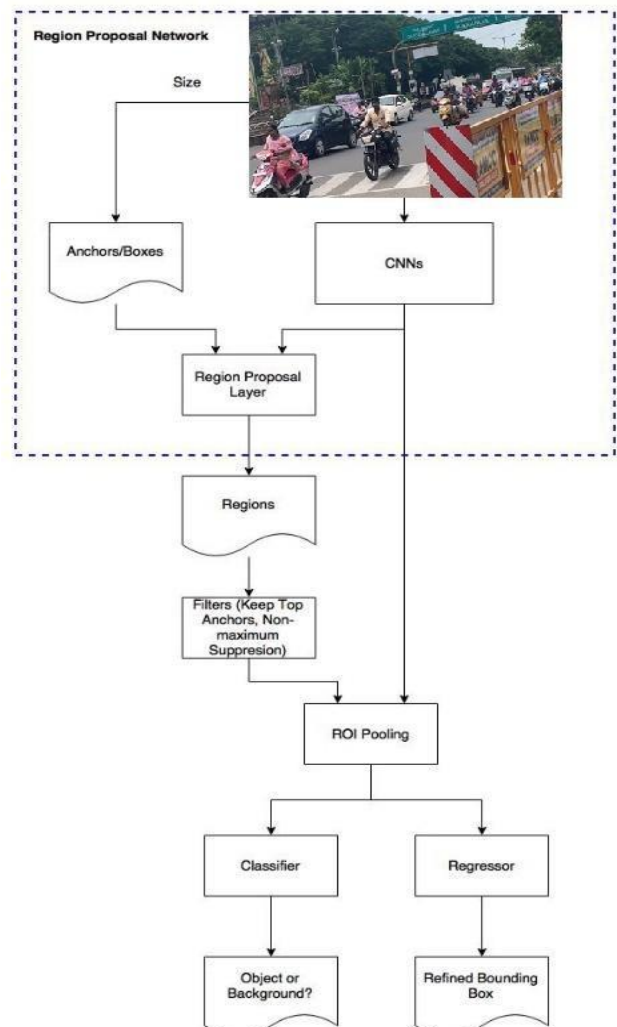 Region Proposal Network
Size
Anchors/Boxes
CNNs
Region Proposal
Layer
Regions
Filters (Keep Top
Anchors, Non-
maximum
Suppresion)
ROI Pooling
Classifier
Regressor
Object or
Background?
Refined Bounding
Box